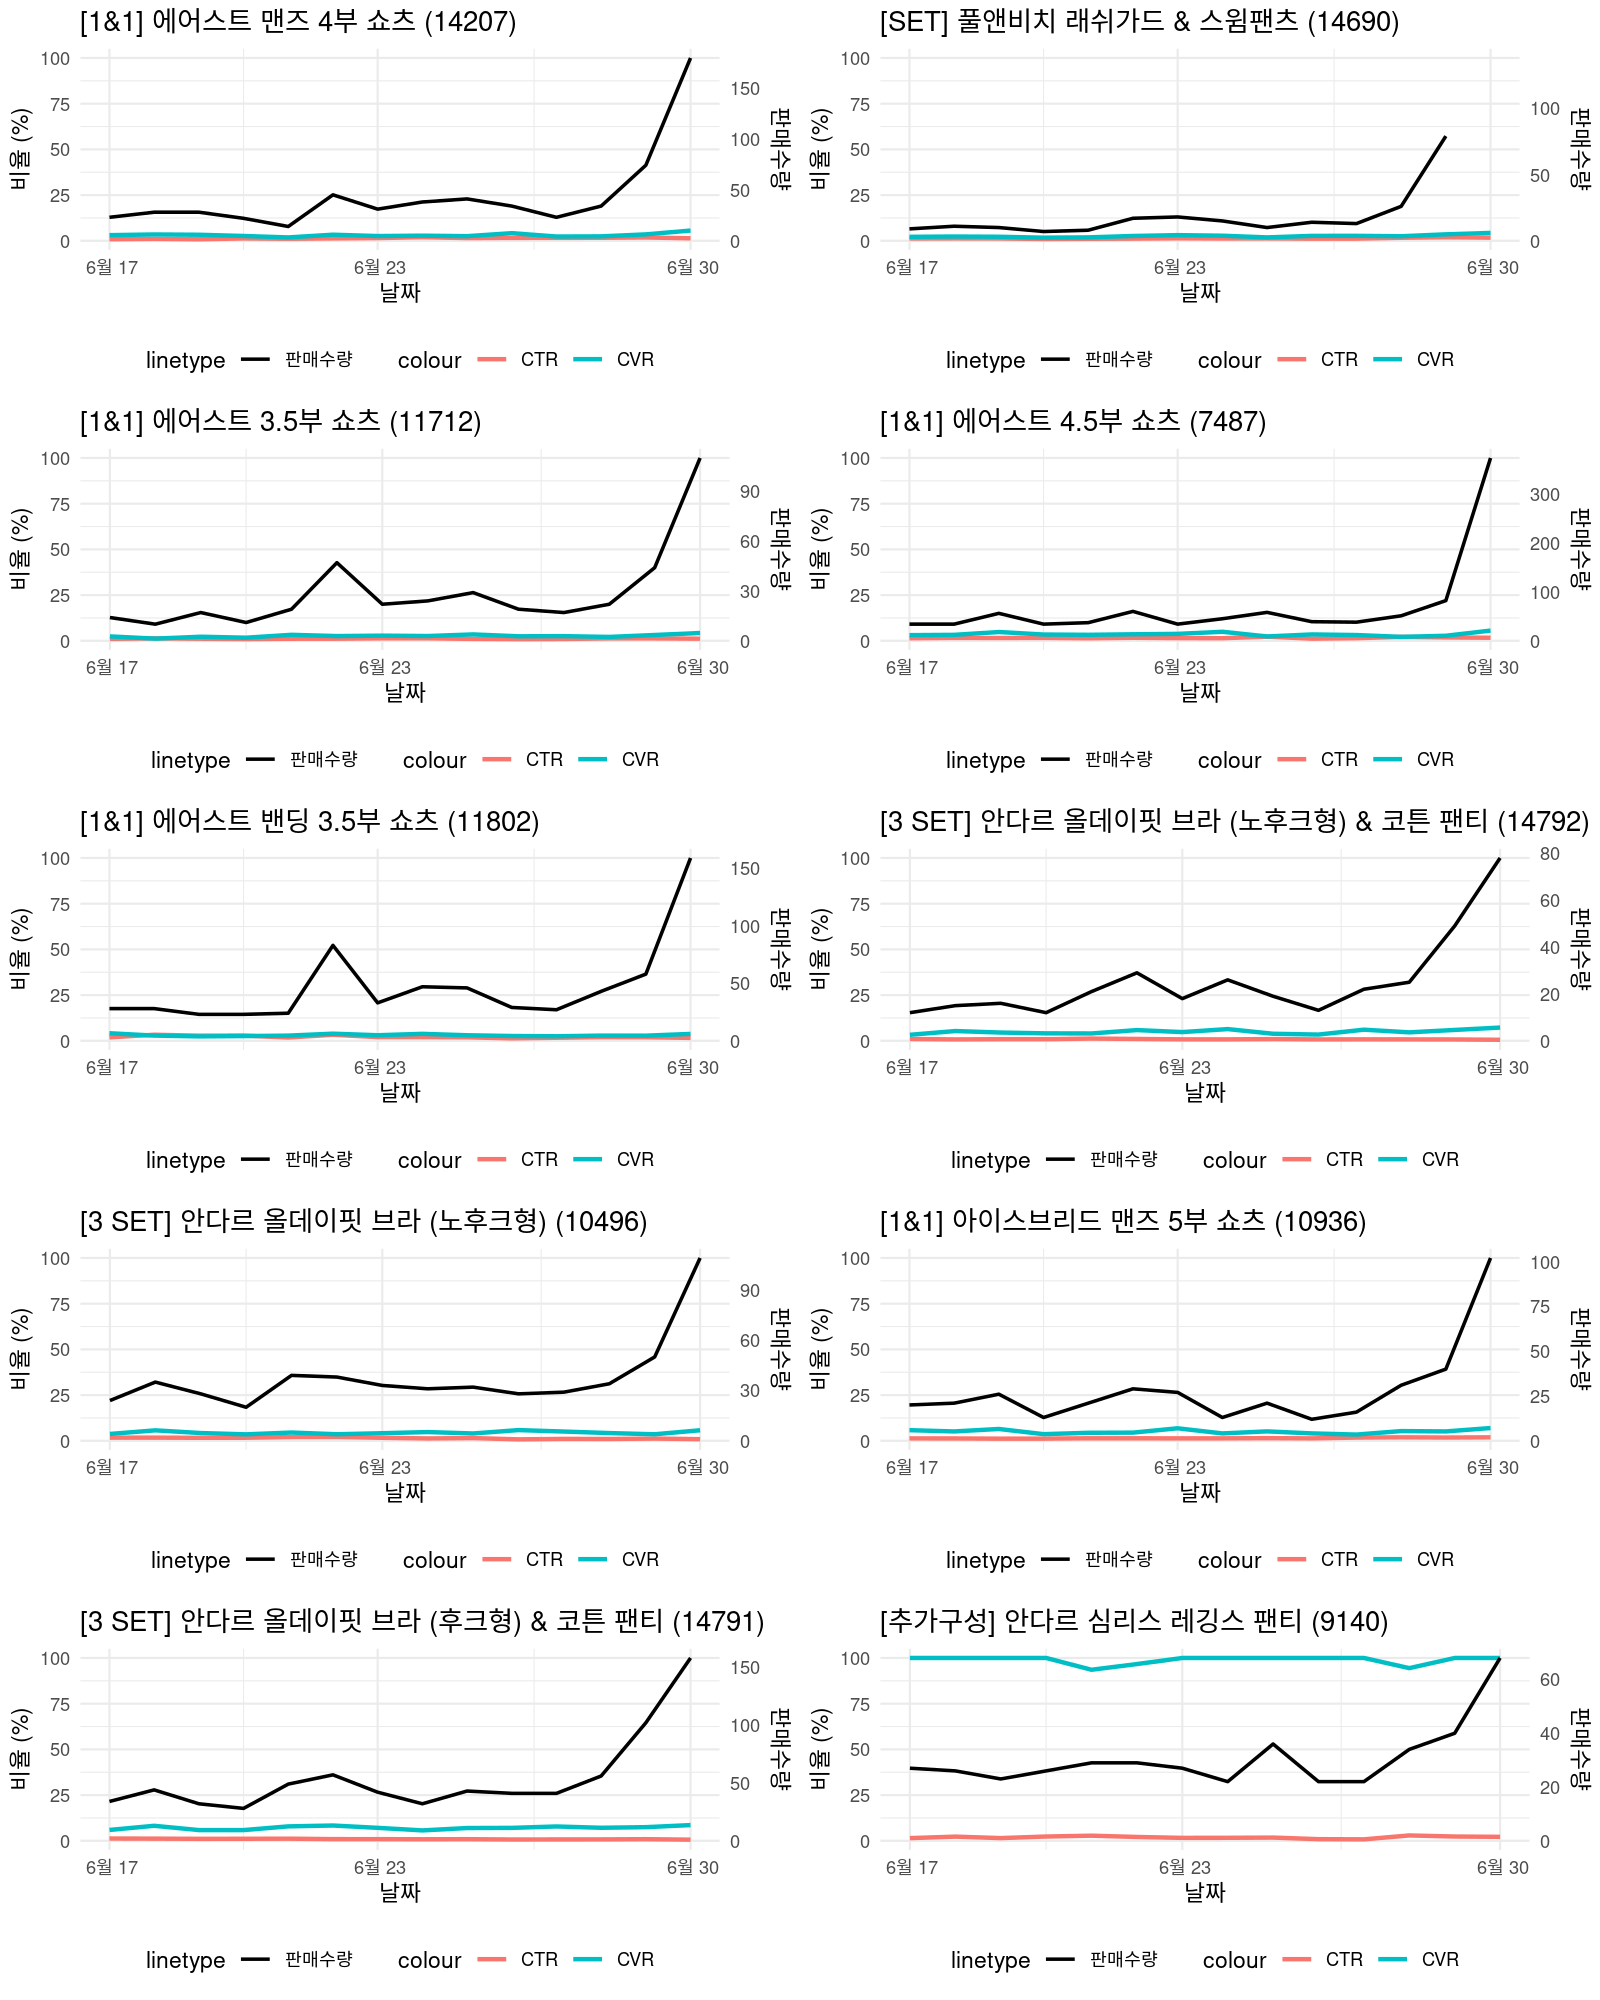 [1&1] 에어스트 맨즈 4부 쇼츠 (14207)
100
75
50
25
0
비율 (%)
150
100
50
0
판매수량
6월 17
6월 23
6월 30
날짜
linetype 판매수량 colour CTR CVR
[SET] 풀앤비치 래쉬가드 & 스윔팬츠 (14690)
100
75
50
25
0
비율 (%)
100
50
0
판매수량
6월 17
6월 23
6월 30
날짜
linetype 판매수량 colour CTR CVR
[1&1] 에어스트 3.5부 쇼츠 (11712)
100
75
50
25
0
비율 (%)
90
60
30
0
판매수량
6월 17
6월 23
6월 30
날짜
linetype 판매수량 colour CTR CVR
[1&1] 에어스트 4.5부 쇼츠 (7487)
100
75
50
25
0
비율 (%)
300
200
100
0
판매수량
6월 17
6월 23
6월 30
날짜
linetype 판매수량 colour CTR CVR
[1&1] 에어스트 밴딩 3.5부 쇼츠 (11802)
100
75
50
25
0
비율 (%)
150
100
50
0
판매수량
6월 17
6월 23
6월 30
날짜
linetype 판매수량 colour CTR CVR
[3 SET] 안다르 올데이핏 브라 (노후크형) & 코튼 팬티 (14792)
100
75
50
25
0
비율 (%)
80
60
40
20
0
판매수량
6월 17
6월 23
6월 30
날짜
linetype 판매수량 colour CTR CVR
[3 SET] 안다르 올데이핏 브라 (노후크형) (10496)
100
75
50
25
0
비율 (%)
90
60
30
0
판매수량
6월 17
6월 23
6월 30
날짜
linetype 판매수량 colour CTR CVR
[1&1] 아이스브리드 맨즈 5부 쇼츠 (10936)
100
75
50
25
0
비율 (%)
100
75
50
25
0
판매수량
6월 17
6월 23
6월 30
날짜
linetype 판매수량 colour CTR CVR
[3 SET] 안다르 올데이핏 브라 (후크형) & 코튼 팬티 (14791)
100
75
50
25
0
비율 (%)
150
100
50
0
판매수량
6월 17
6월 23
6월 30
날짜
linetype 판매수량 colour CTR CVR
[추가구성] 안다르 심리스 레깅스 팬티 (9140)
100
75
50
25
0
비율 (%)
60
40
20
0
판매수량
6월 17
6월 23
6월 30
날짜
linetype 판매수량 colour CTR CVR